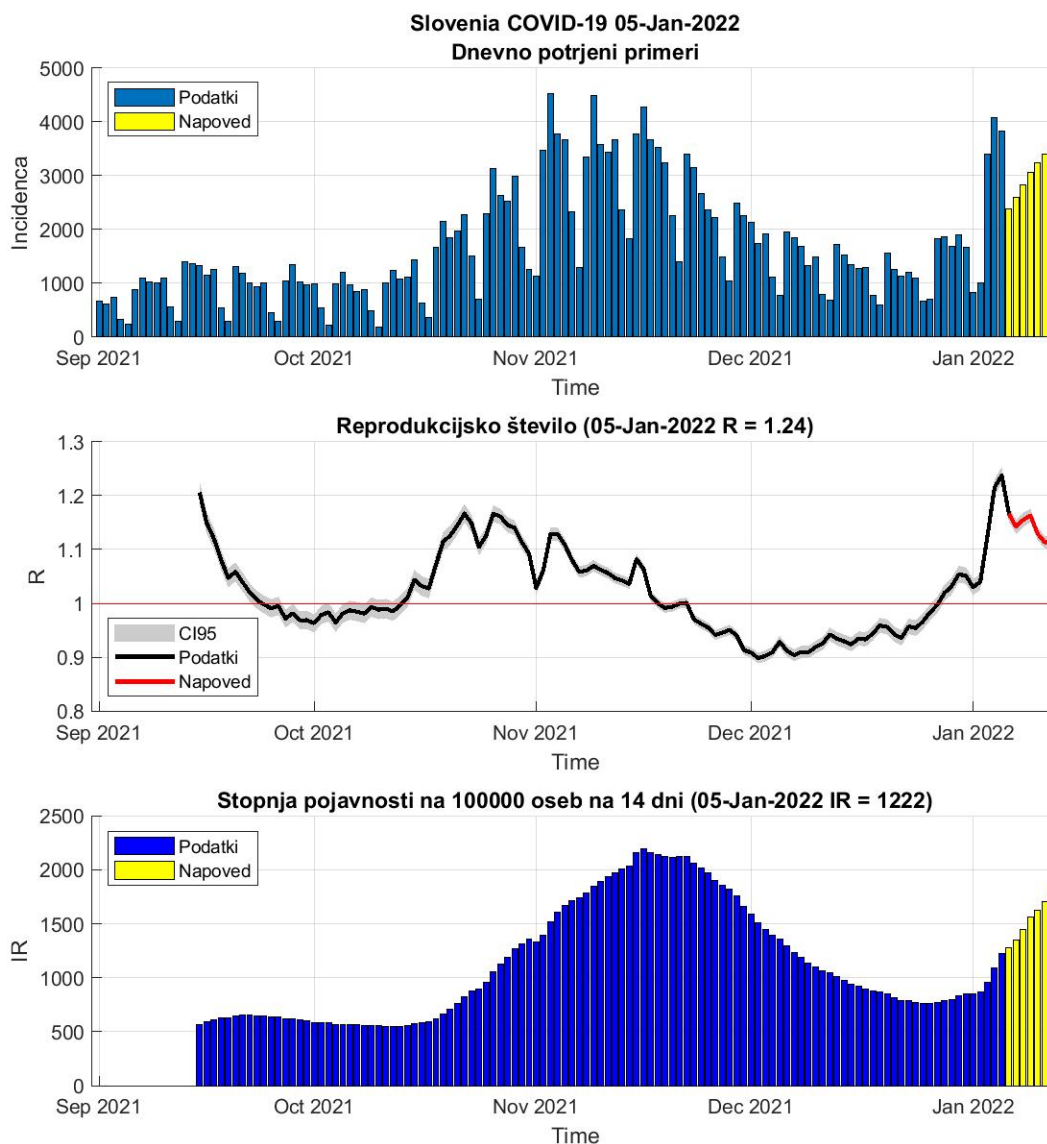 Slovenia COVID-19 05-Jan-2022
Dnevno potrjeni primeri
5000
4000
3000
2000
1000
0
Incidenca
Podatki
Napoved
Sep 2021 Oct 2021 Nov 2021 Dec 2021 Jan 2022
Time
Reprodukcijsko število (05-Jan-2022 R = 1.24)
1.3
1.2
1.1
1
0.9
0.8
R
CI95
Podatki
Napoved
Sep 2021 Oct 2021 Nov 2021 Dec 2021 Jan 2022
Time
Stopnja pojavnosti na 100000 oseb na 14 dni (05-Jan-2022 IR = 1222)
2500
2000
1500
1000
500
0
IR
Podatki
Napoved
Sep 2021 Oct 2021 Nov 2021 Dec 2021 Jan 2022
Time